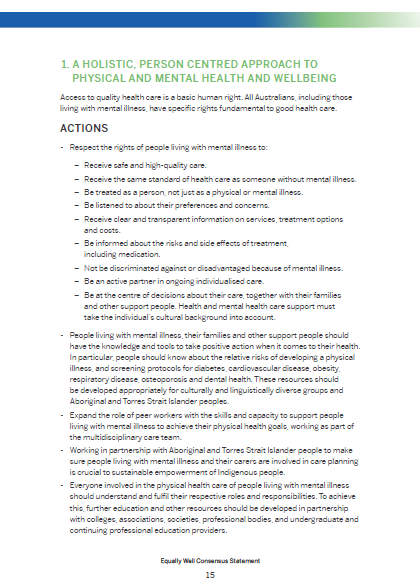 1. A HOLISTIC, PERSON CENTRED APPROACH TO
PHYSICAL AND MENTAL HEALTH AND WELLBEING
Access to quality health care is a basic human right. All Australians, including those
living with mental illness, have specific rights fundamental to good health care.
ACTIONS
- Respect the rights of people living with mental illness to:
– Receive safe and high-quality care.
– Receive the same standard of health care as someone without mental illness.
– Be treated as a person, not just as a physical or mental illness.
– Be listened to about their preferences and concerns.
– Receive clear and transparent information on services, treatment options
and costs.
– Be informed about the risks and side effects of treatment,
including medication.
– Not be discriminated against or disadvantaged because of mental illness.
– Be an active partner in ongoing individualised care.
– Be at the centre of decisions about their care, together with their families
and other support people. Health and mental health care support must
take the individual's cultural background into account.
- People living with mental illness, their families and other support people should
have the knowledge and tools to take positive action when it comes to their health.
In particular, people should know about the relative risks of developing a physical
illness, and screening protocols for diabetes, cardiovascular disease, obesity,
respiratory disease, osteoporosis and dental health. These resources should
be developed appropriately for culturally and linguistically diverse groups and
Aboriginal and Torres Strait Islander peoples.
- Expand the role of peer workers with the skills and capacity to support people
living with mental illness to achieve their physical health goals, working as part of
the multidisciplinary care team.
- Working in partnership with Aboriginal and Torres Strait Islander people to make
sure people living with mental illness and their carers are involved in care planning
is crucial to sustainable empowerment of Indigenous people.
- Everyone involved in the physical health care of people living with mental illness
should understand and fulfil their respective roles and responsibilities. To achieve
this, further education and other resources should be developed in partnership
with colleges, associations, societies, professional bodies, and undergraduate and
continuing professional education providers.
Equally Well Consensus Statement
15